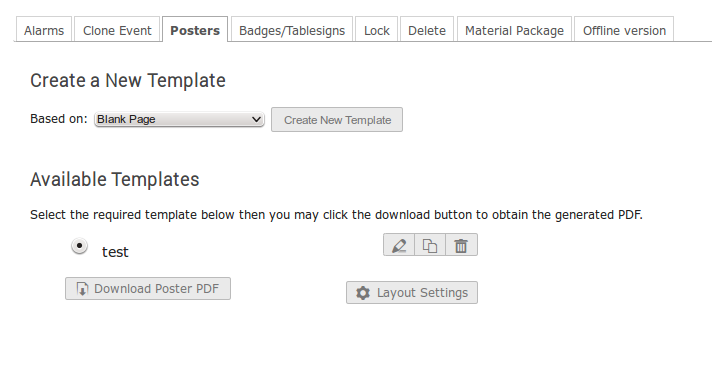 Alarms Clone Event Posters Badges/Tablesigns Lock Delete Material Package Offline version
Create a New Template
Based on: Blank Page Create New Template
Available Templates
Select the required template below then you may click the download button to obtain the generated PDF.
test
Download Poster PDF Layout Settings